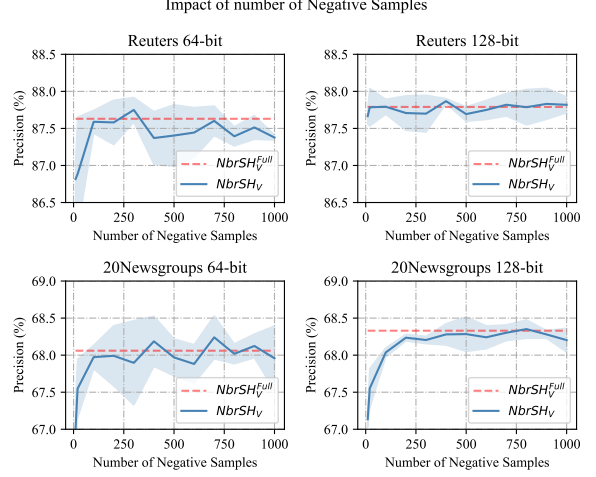 Impact of number of Negative Samples
Reuters 64-bit
88.5
88.0
87.5
87.0
86.5
Precision (%)
0 250 500 750 1000
Number of Negative Samples
NbrSH_V^Full
NbrSH_V
Reuters 128-bit
88.5
88.0
87.5
87.0
86.5
Precision (%)
0 250 500 750 1000
Number of Negative Samples
NbrSH_V^Full
NbrSH_V
20Newsgroups 64-bit
69.0
68.5
68.0
67.5
67.0
Precision (%)
0 250 500 750 1000
Number of Negative Samples
NbrSH_V^Full
NbrSH_V
20Newsgroups 128-bit
69.0
68.5
68.0
67.5
67.0
Precision (%)
0 250 500 750 1000
Number of Negative Samples
NbrSH_V^Full
NbrSH_V